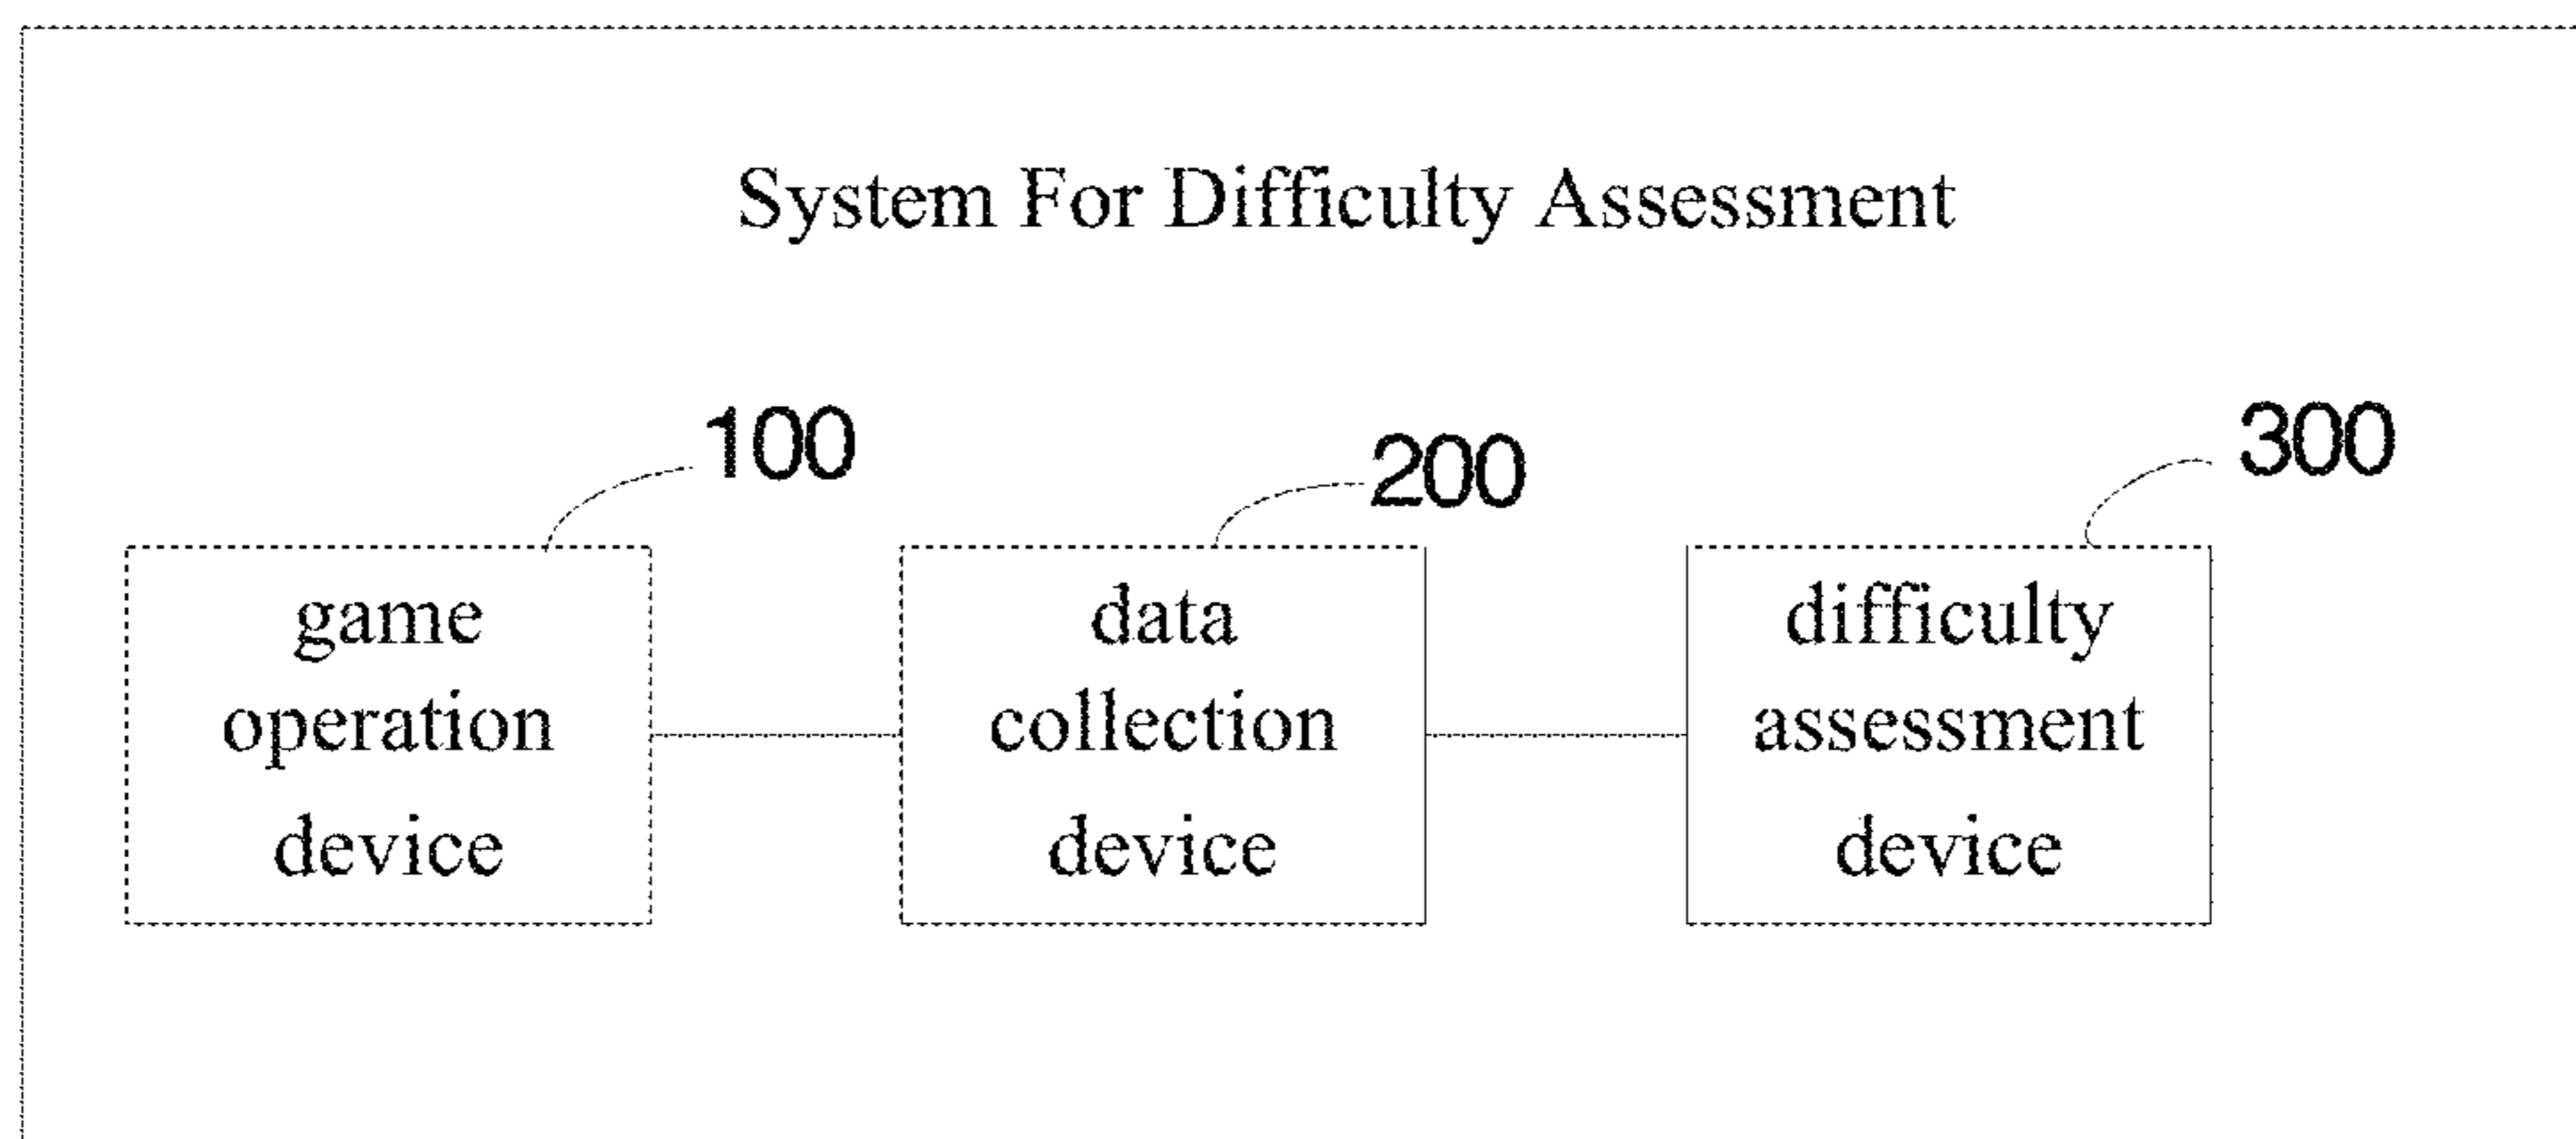 System For Difficulty Assessment
100
200
300
game
operation
device
data
collection
device
difficulty
assessment
device